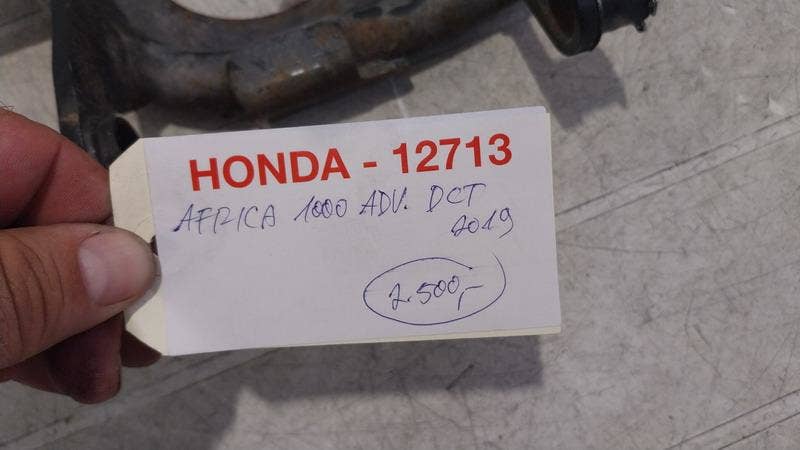 HONDA - 12713
AFRICA 1000 ADV. DCT
2019
2.500,-